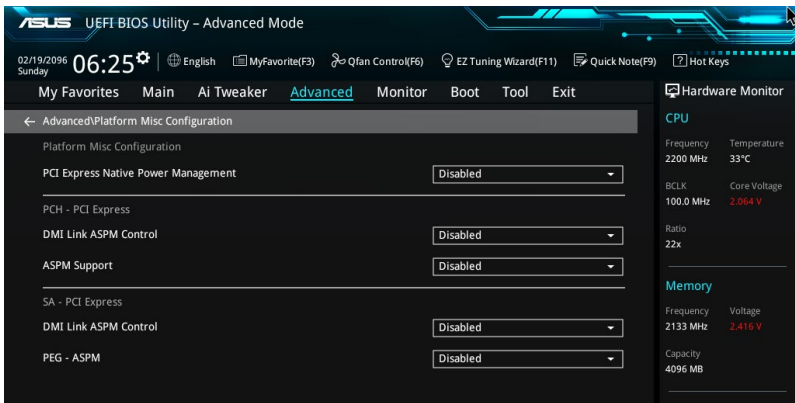 ASUS UEFI BIOS Utility – Advanced Mode
02/19/2096
Sunday
06:25
English
MyFavorite(F3)
Qfan Control(F6)
EZ Tuning Wizard(F11)
Quick Note(F9)
? Hot Keys
My Favorites Main Ai Tweaker Advanced Monitor Boot Tool Exit
Hardware Monitor
← Advanced\Platform Misc Configuration
Platform Misc Configuration
PCI Express Native Power Management Disabled
PCH - PCI Express
DMI Link ASPM Control Disabled
ASPM Support Disabled
SA - PCI Express
DMI Link ASPM Control Disabled
PEG - ASPM Disabled
CPU
Frequency Temperature
2200 MHz 33°C
BCLK Core Voltage
100.0 MHz 2.064 V
Ratio
22x
Memory
Frequency Voltage
2133 MHz 2.416 V
Capacity
4096 MB